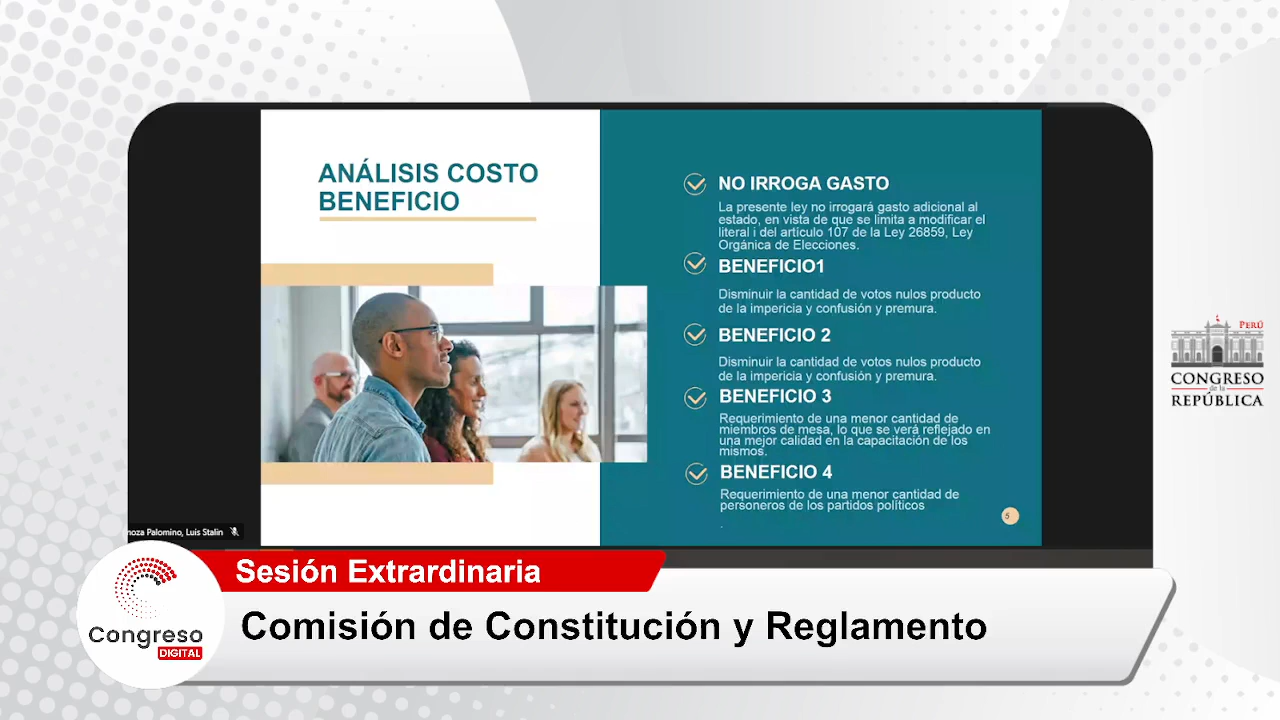 ANÁLISIS COSTO
BENEFICIO
NO IRROGA GASTO
La presente ley no irrogará gasto adicional al
estado, en vista de que se limita a modificar el
literal i del artículo 107 de la Ley 26859, Ley
Orgánica de Elecciones.
BENEFICIO1
Disminuir la cantidad de votos nulos producto
de la impericia y confusión y premura.
BENEFICIO 2
Disminuir la cantidad de votos nulos producto
de la impericia y confusión y premura.
BENEFICIO 3
Requerimiento de una menor cantidad de
miembros de mesa, lo que se verá reflejado en
una mejor calidad en la capacitación de los
mismos.
BENEFICIO 4
Requerimiento de una menor cantidad de
personeros de los partidos políticos
.
5
noza Palomino, Luis Stalin
PERÚ
CONGRESO
de la
REPÚBLICA
Sesión Extrardinaria
Comisión de Constitución y Reglamento
Congreso
DIGITAL